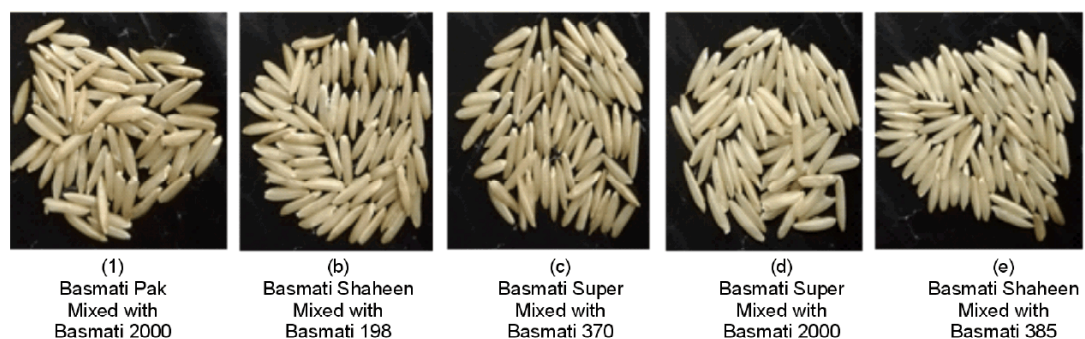 (1)
Basmati Pak
Mixed with
Basmati 2000
(b)
Basmati Shaheen
Mixed with
Basmati 198
(c)
Basmati Super
Mixed with
Basmati 370
(d)
Basmati Super
Mixed with
Basmati 2000
(e)
Basmati Shaheen
Mixed with
Basmati 385